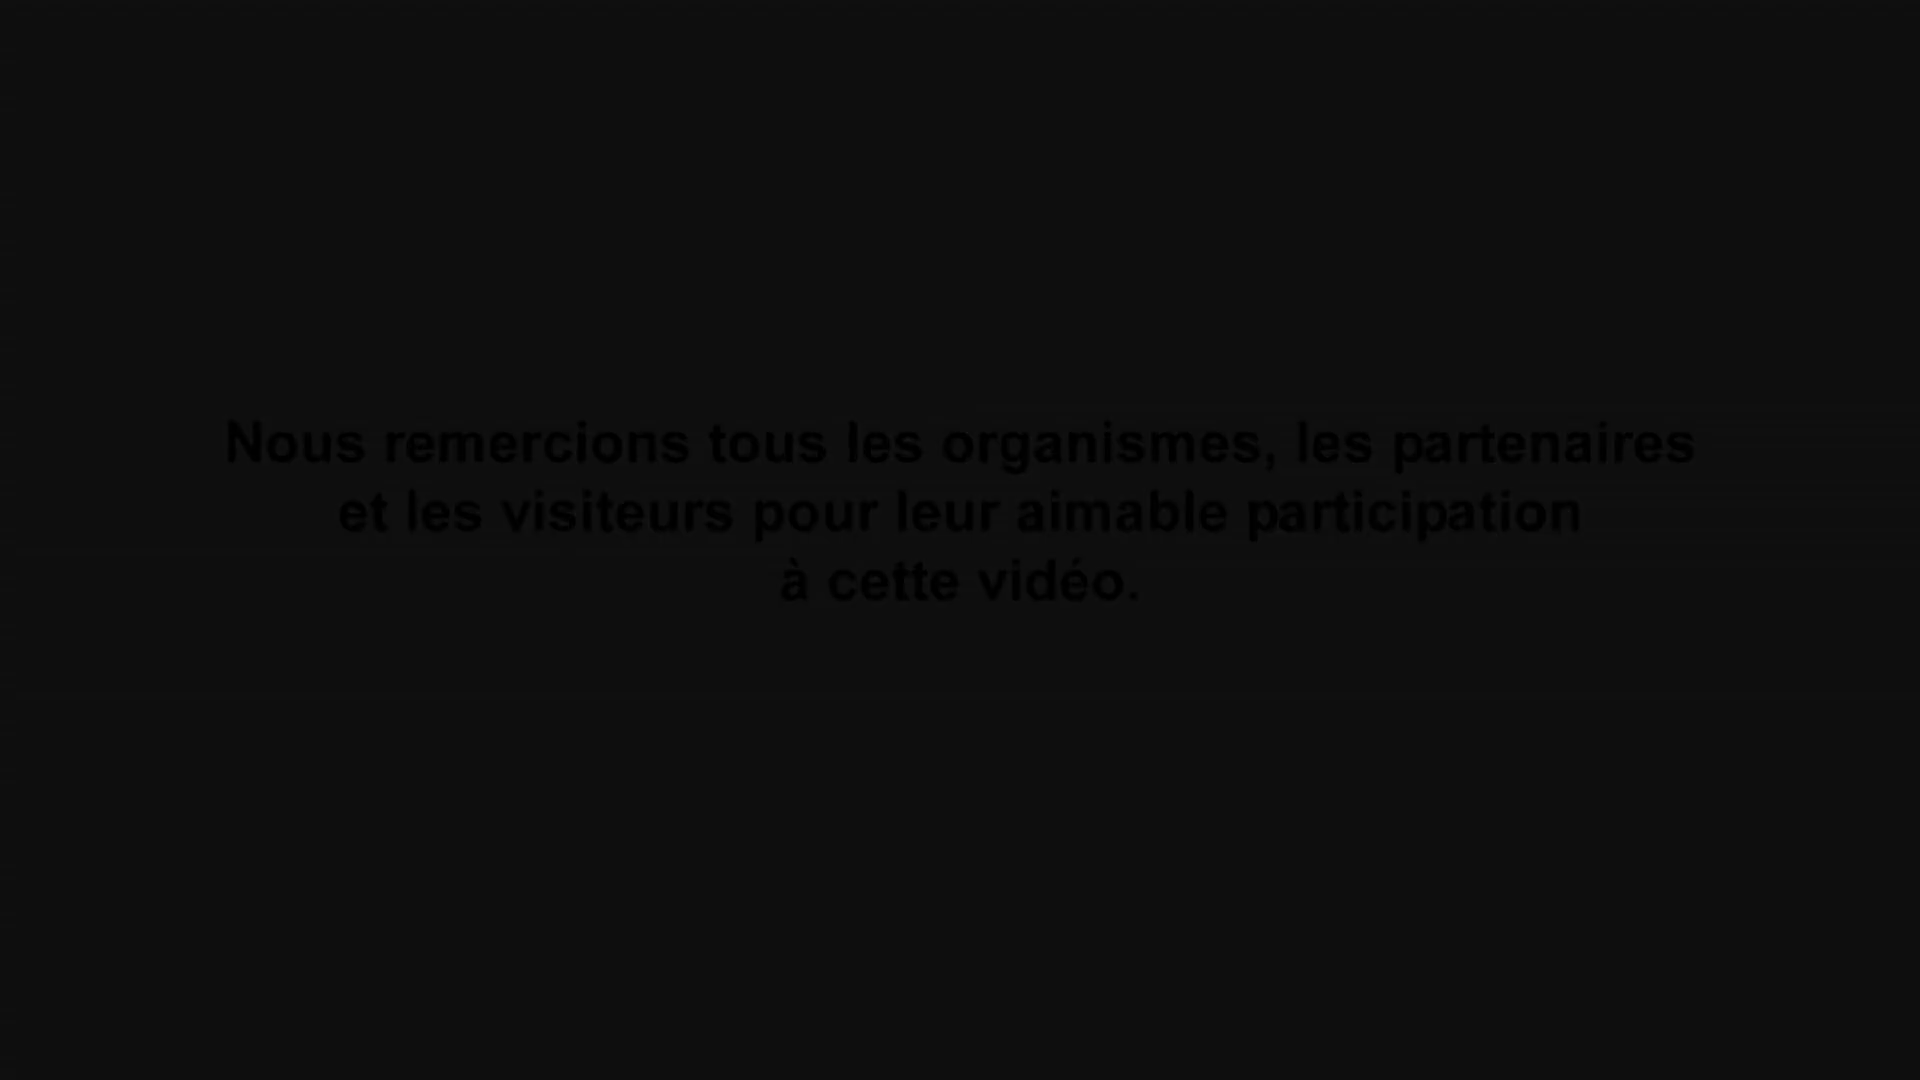 Nous remercions tous les organismes, les partenaires
et les visiteurs pour leur aimable participation
à cette vidéo.